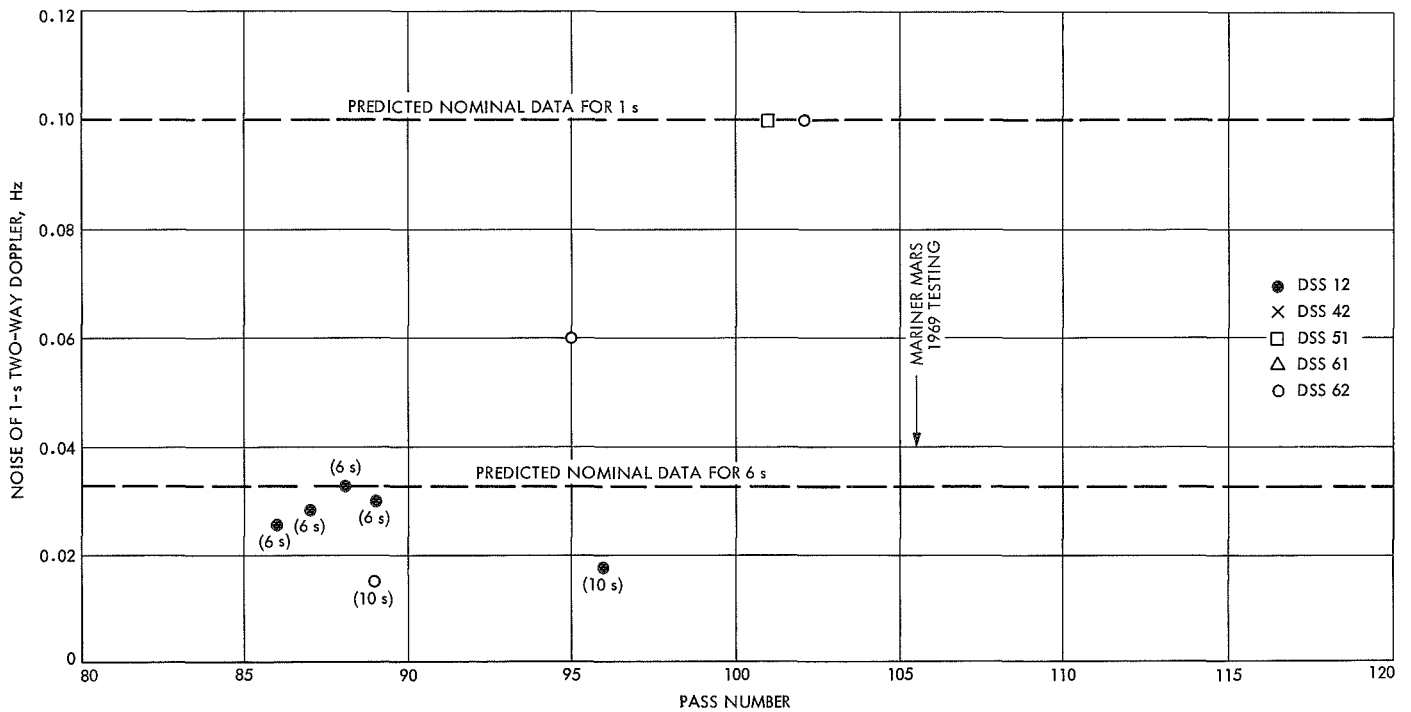 0.12
0.10
0.08
0.06
0.04
0.02
0
NOISE OF 1-s TWO-WAY DOPPLER, Hz
PREDICTED NOMINAL DATA FOR 1 s
MARINER MARS
1969 TESTING
DSS 12
DSS 42
DSS 51
DSS 61
DSS 62
PREDICTED NOMINAL DATA FOR 6 s
(6 s)
(6 s)
(6 s)
(6 s)
(10 s)
(10 s)
80
85
90
95
100
105
110
115
120
PASS NUMBER